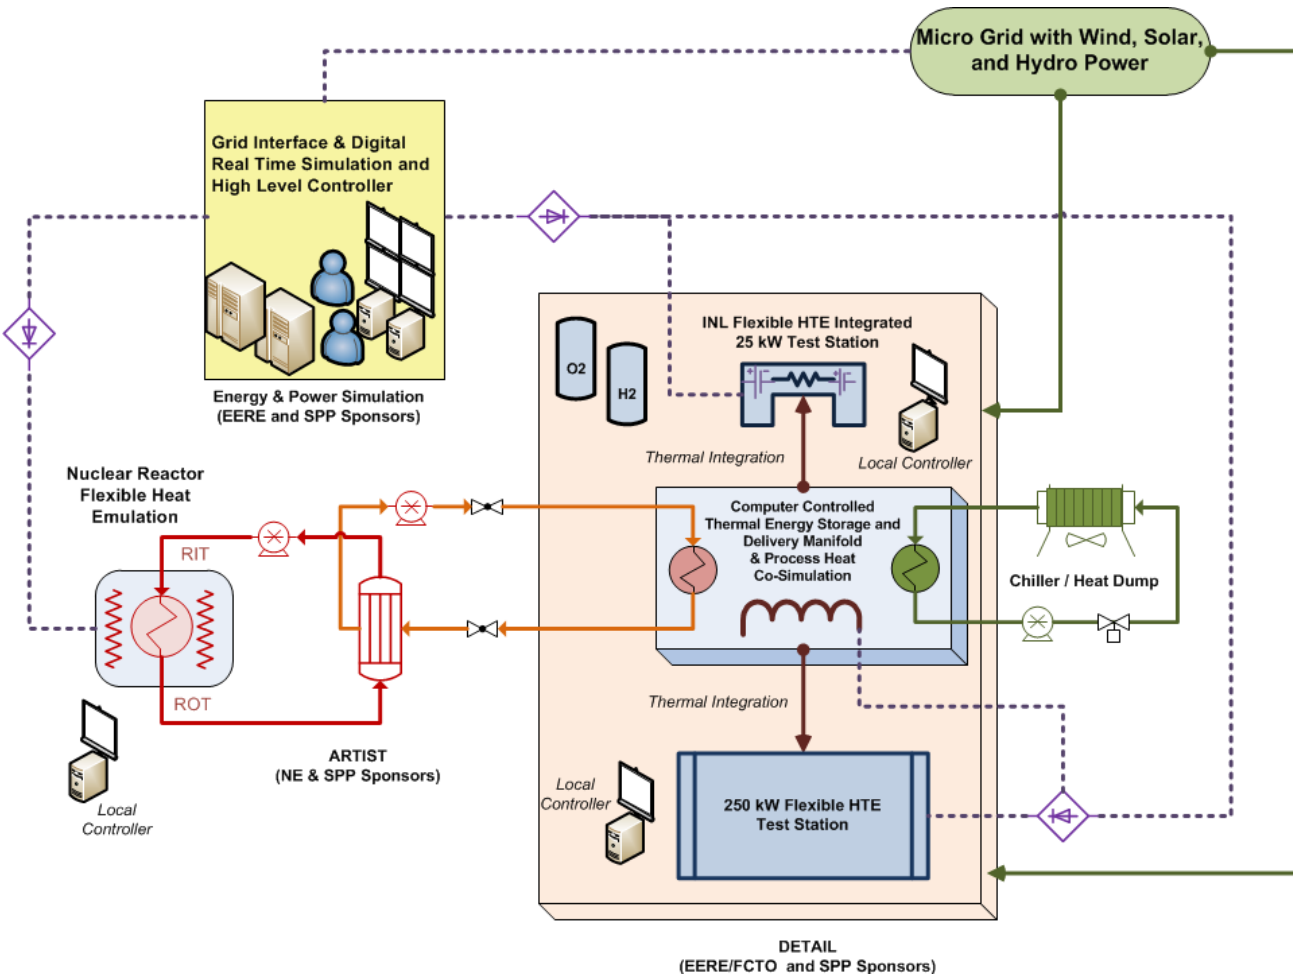 Micro Grid with Wind, Solar,
and Hydro Power
Grid Interface & Digital
Real Time Simulation and
High Level Controller
Energy & Power Simulation
(EERE and SPP Sponsors)
INL Flexible HTE Integrated
25 kW Test Station
O2
H2
Thermal Integration
Local Controller
Nuclear Reactor
Flexible Heat
Emulation
RIT
ROT
Computer Controlled
Thermal Energy Storage and
Delivery Manifold
& Process Heat
Co-Simulation
Chiller / Heat Dump
Thermal Integration
ARTIST
(NE & SPP Sponsors)
Local
Controller
Local
Controller
250 kW Flexible HTE
Test Station
DETAIL
(EERE/FCTO and SPP Sponsors)